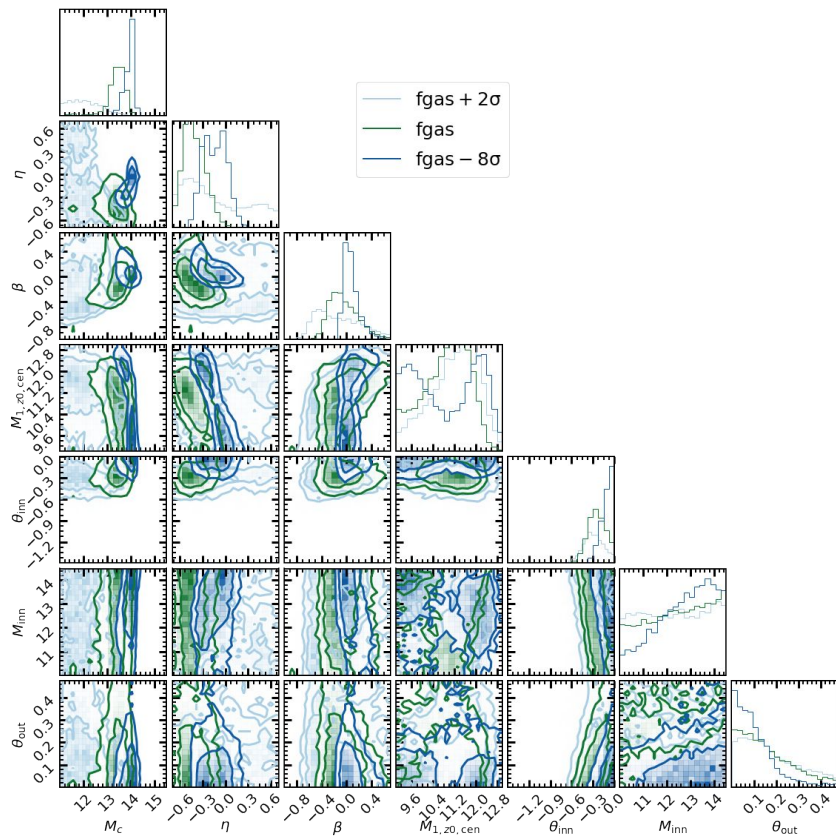 fgas + 2σ
fgas
fgas − 8σ
η
0.6
0.3
0.0
−0.3
−0.6
β
0.4
0.0
−0.4
−0.8
M1,z0,cen
12.8
12.0
11.2
10.4
9.6
θinn
0.0
−0.3
−0.6
−0.9
−1.2
Minn
14
13
12
11
θout
0.4
0.3
0.2
0.1
12 13 14 15
−0.6 −0.3 0.0 0.3 0.6
−0.8 −0.4 0.0 0.4
9.6 10.4 11.2 12.0 12.8
−1.2 −0.9 −0.6 −0.3 0.0
11 12 13 14
0.1 0.2 0.3 0.4
Mc η β M1,z0,cen θinn Minn θout